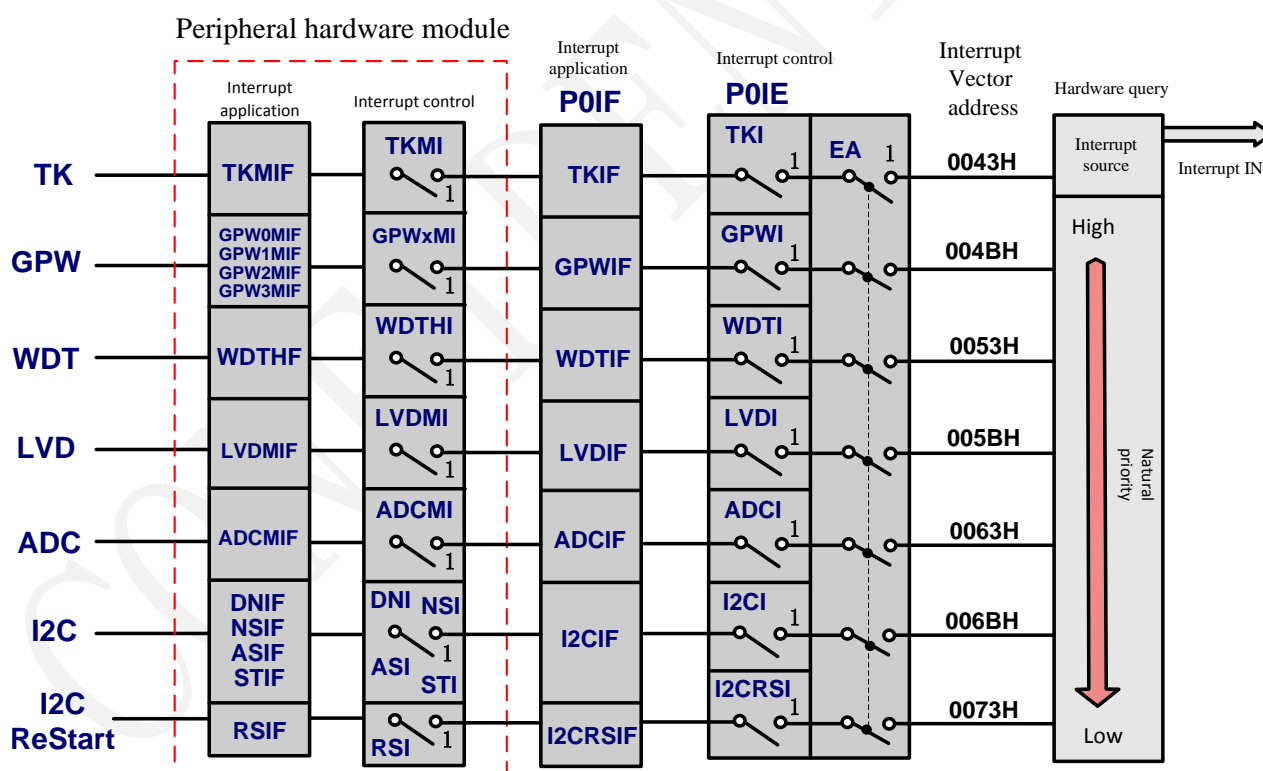 Peripheral hardware module
Interrupt
application
Interrupt control
Interrupt
application
P0IF
Interrupt control
P0IE
Interrupt
Vector
address
Hardware query
TK
TKMIF
TKMI
1
TKIF
TKI
1
EA
1
0043H
Interrupt
source
Interrupt IN
GPW
GPW0MIF
GPW1MIF
GPW2MIF
GPW3MIF
GPWxMI
1
GPWIF
GPWI
1
004BH
High
WDT
WDTHF
WDTHI
1
WDTIF
WDTI
1
0053H
LVD
LVDMIF
LVDMI
1
LVDIF
LVDI
1
005BH
Natural
priority
ADC
ADCMIF
ADCMI
1
ADCIF
ADCI
1
0063H
I2C
DNIF
NSIF
ASIF
STIF
DNI NSI
1
ASI
STI
I2CIF
I2CI
1
006BH
I2C
ReStart
RSIF
RSI
1
I2CRSIF
I2CRSI
1
0073H
Low